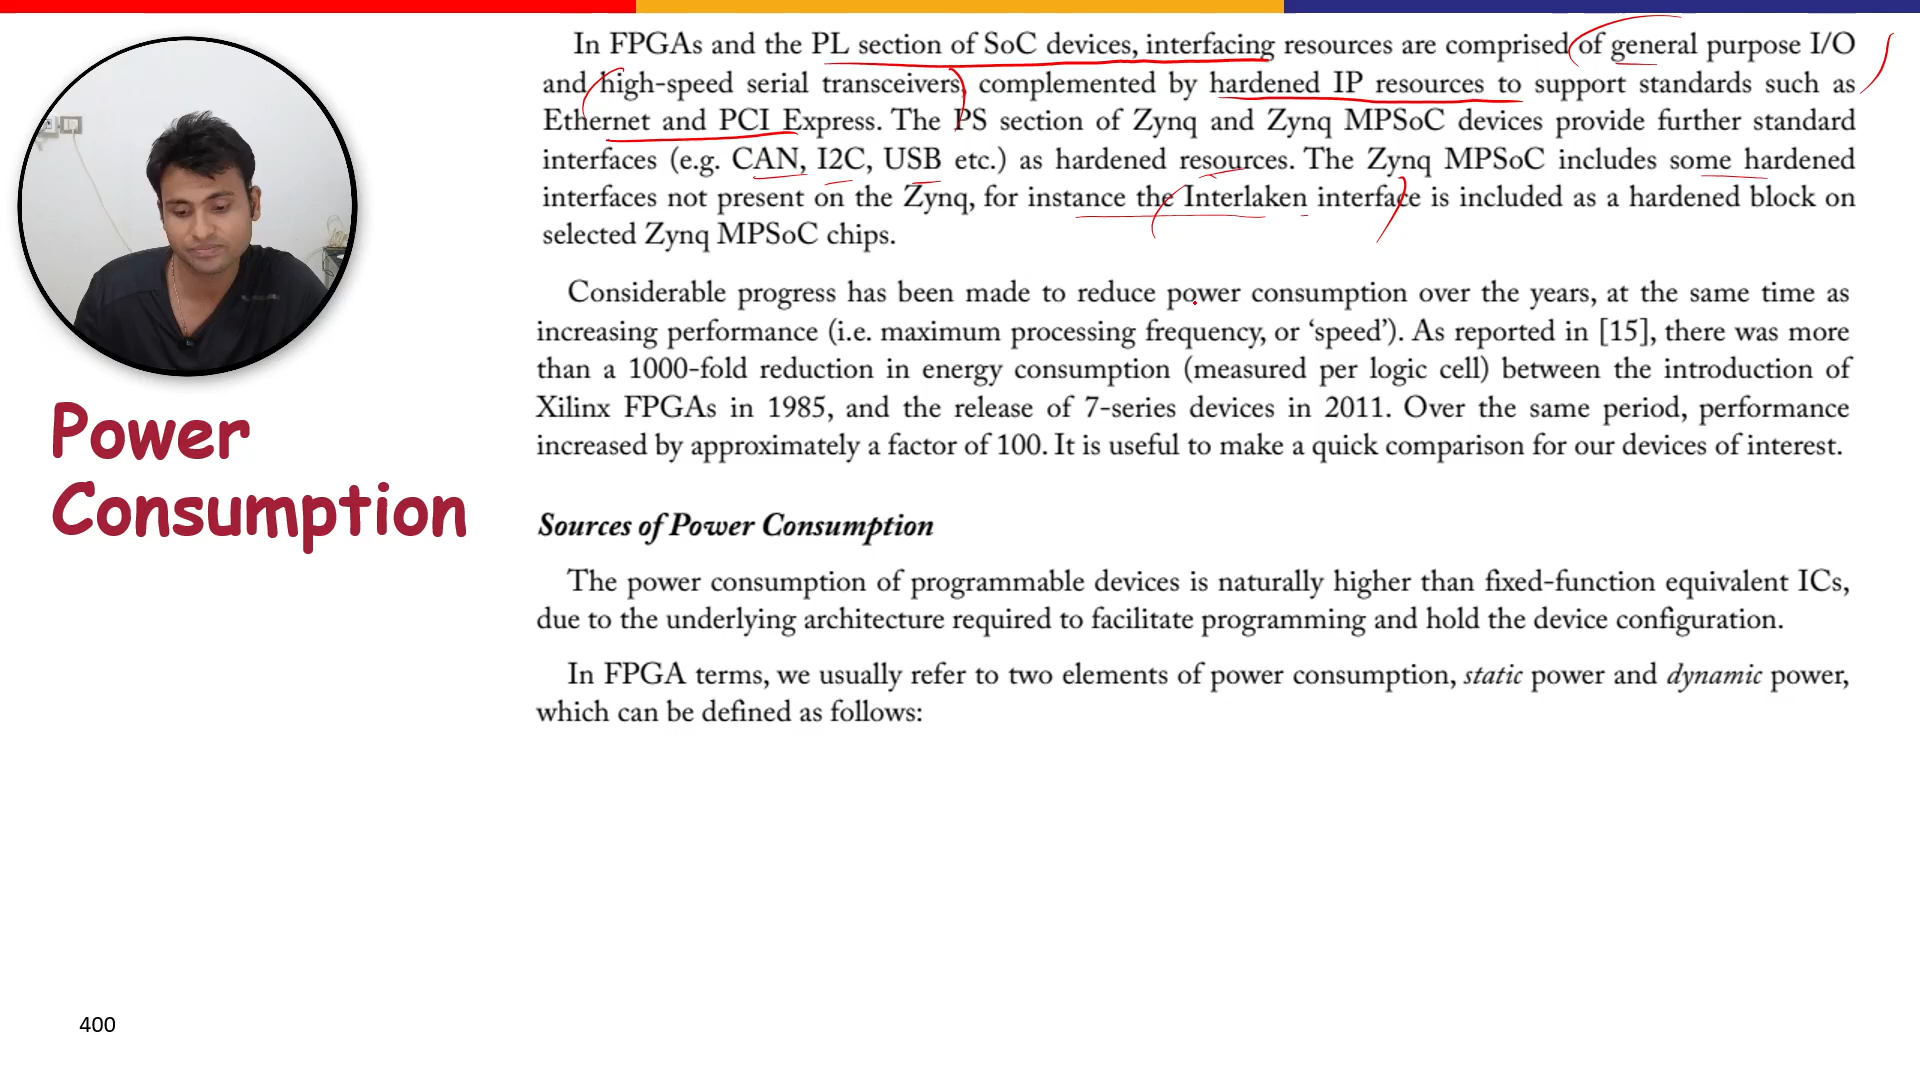 In FPGAs and the PL section of SoC devices, interfacing resources are comprised of general purpose I/O
and high-speed serial transceivers, complemented by hardened IP resources to support standards such as
Ethernet and PCI Express. The PS section of Zynq and Zynq MPSoC devices provide further standard
interfaces (e.g. CAN, I2C, USB etc.) as hardened resources. The Zynq MPSoC includes some hardened
interfaces not present on the Zynq, for instance the Interlaken interface is included as a hardened block on
selected Zynq MPSoC chips.
Considerable progress has been made to reduce power consumption over the years, at the same time as
increasing performance (i.e. maximum processing frequency, or ‘speed’). As reported in [15], there was more
than a 1000-fold reduction in energy consumption (measured per logic cell) between the introduction of
Xilinx FPGAs in 1985, and the release of 7-series devices in 2011. Over the same period, performance
increased by approximately a factor of 100. It is useful to make a quick comparison for our devices of interest.
Power
Consumption
Sources of Power Consumption
The power consumption of programmable devices is naturally higher than fixed-function equivalent ICs,
due to the underlying architecture required to facilitate programming and hold the device configuration.
In FPGA terms, we usually refer to two elements of power consumption, static power and dynamic power,
which can be defined as follows:
400